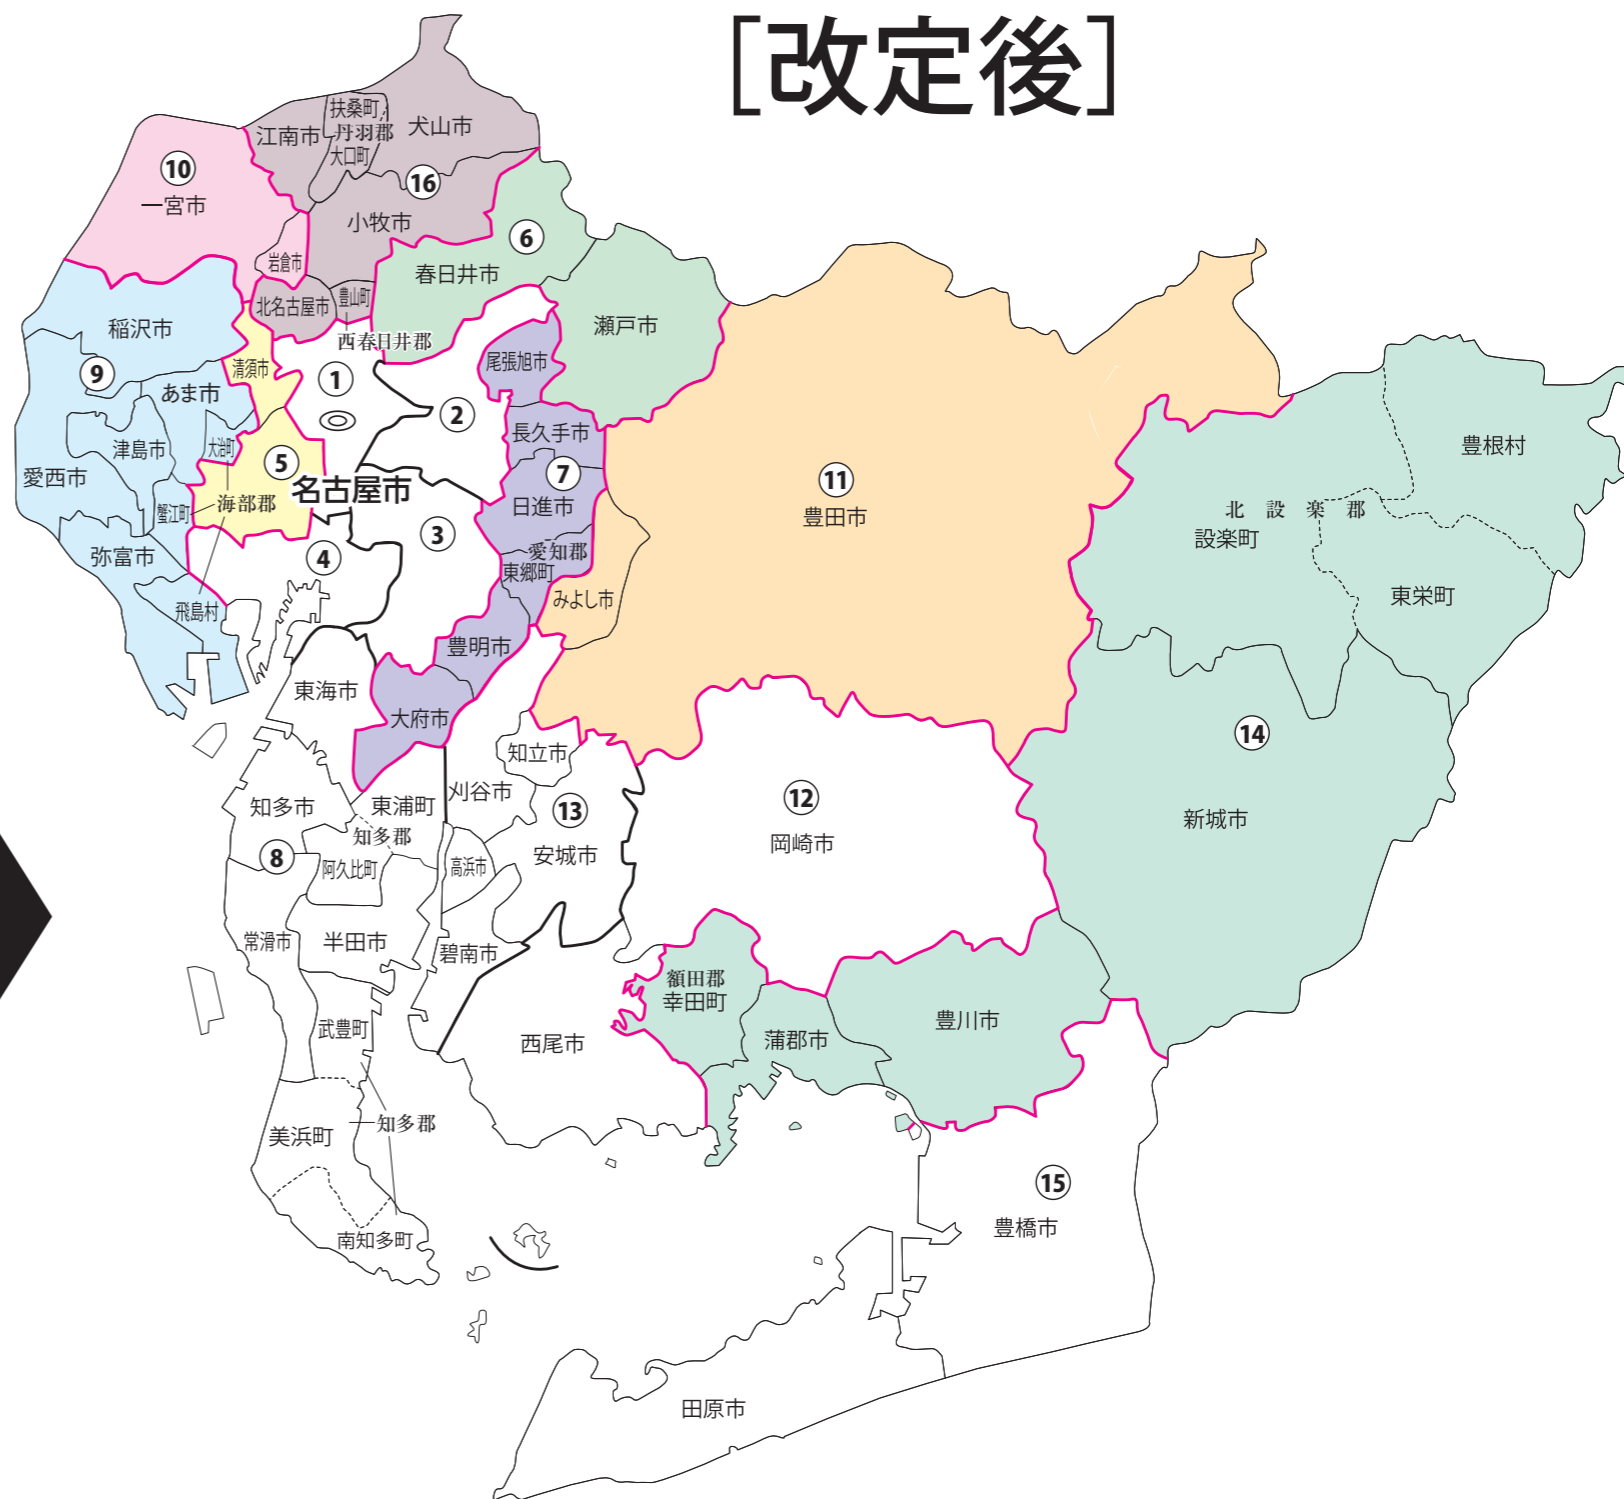 ［改定後］
扶桑町
江南市
丹羽郡
犬山市
大口町
⑩
一宮市
⑯
小牧市
⑥
岩倉市
春日井市
北名古屋市
豊山町
西春日井郡
稲沢市
瀬戸市
清須市
尾張旭市
⑨
①
あま市
②
長久手市
津島市
大治町
⑤
⑦
愛西市
名古屋市
海部郡
蟹江町
日進市
⑪
豊田市
豊根村
北設楽郡
設楽町
③
④
弥富市
愛知郡
東郷町
みよし市
東栄町
飛島村
豊明市
東海市
大府市
⑭
知立市
知多市
東浦町
刈谷市
⑬
⑫
新城市
知多郡
岡崎市
⑧
阿久比町
高浜市
安城市
常滑市
半田市
碧南市
額田郡
幸田町
武豊町
西尾市
蒲郡市
豊川市
美浜町
知多郡
⑮
豊橋市
南知多町
田原市